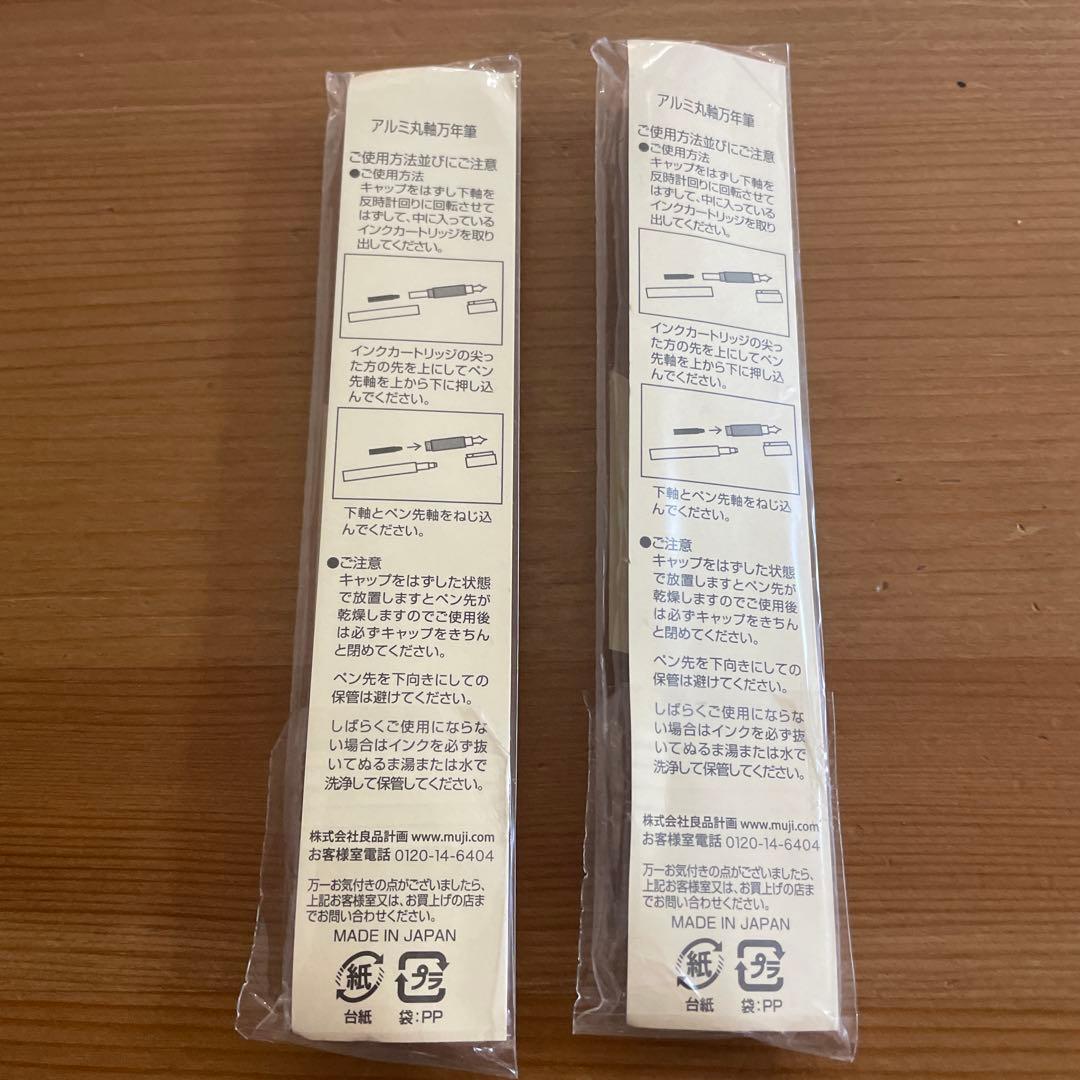 アルミ丸軸万年筆
ご使用方法並びにご注意
●ご使用方法
キャップをはずし下軸を
反時計回りに回転させて
はずして、中に入っている
インクカートリッジを取り
出してください。
インクカートリッジの尖っ
た方の先を上にしてペン
先軸を上から下に押し込
んでください。
下軸とペン先軸をねじ込
んでください。
●ご注意
キャップをはずした状態
で放置しますとペン先が
乾燥しますのでご使用後
は必ずキャップをきちん
と閉めてください。
ペン先を下向きにしての
保管は避けてください。
しばらくご使用にならな
い場合はインクを必ず抜
いてぬるま湯または水で
洗浄して保管してください。
株式会社良品計画 www.muji.com
お客様室電話 0120-14-6404
万一お気付きの点がございましたら、
上記お客様室又は、お買上げの店ま
でお問い合わせください。
MADE IN JAPAN
紙 プラ
台紙 袋:PP
アルミ丸軸万年筆
ご使用方法並びにご注意
●ご使用方法
キャップをはずし下軸を
反時計回りに回転させて
はずして、中に入っている
インクカートリッジを取り
出してください。
インクカートリッジの尖っ
た方の先を上にしてペン
先軸を上から下に押し込
んでください。
下軸とペン先軸をねじ込
んでください。
●ご注意
キャップをはずした状態
で放置しますとペン先が
乾燥しますのでご使用後
は必ずキャップをきちん
と閉めてください。
ペン先を下向きにしての
保管は避けてください。
しばらくご使用にならな
い場合はインクを必ず抜
いてぬるま湯または水で
洗浄して保管してください。
株式会社良品計画 www.muji.com
お客様室電話 0120-14-6404
万一お気付きの点がございましたら、
上記お客様室又は、お買上げの店ま
でお問い合わせください。
MADE IN JAPAN
紙 プラ
台紙 袋:PP